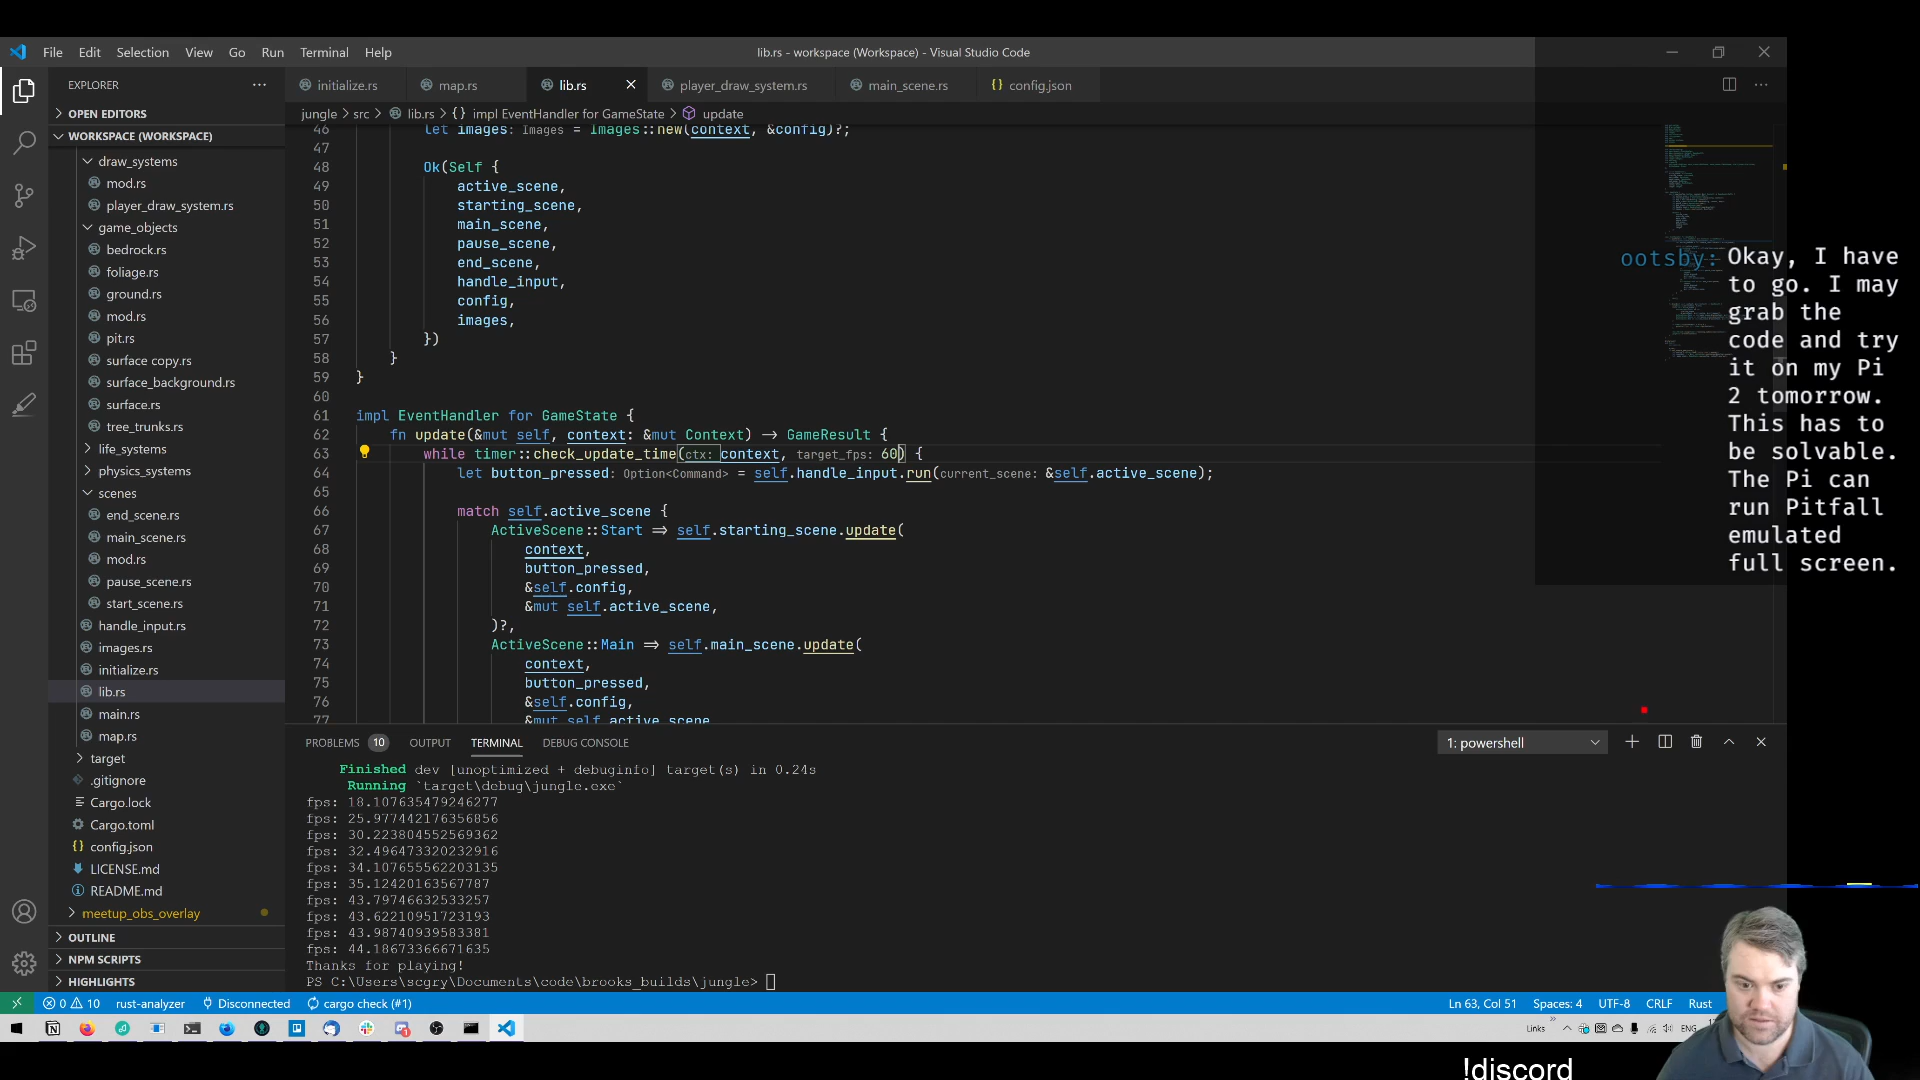 File Edit Selection View Go Run Terminal Help
lib.rs - workspace (Workspace) - Visual Studio Code
EXPLORER
OPEN EDITORS
WORKSPACE (WORKSPACE)
draw_systems
mod.rs
player_draw_system.rs
game_objects
bedrock.rs
foliage.rs
ground.rs
mod.rs
pit.rs
surface copy.rs
surface_background.rs
surface.rs
tree_trunks.rs
life_systems
physics_systems
scenes
end_scene.rs
main_scene.rs
mod.rs
pause_scene.rs
start_scene.rs
handle_input.rs
images.rs
initialize.rs
lib.rs
main.rs
map.rs
target
.gitignore
Cargo.lock
Cargo.toml
config.json
LICENSE.md
README.md
meetup_obs_overlay
OUTLINE
NPM SCRIPTS
HIGHLIGHTS
initialize.rs map.rs lib.rs player_draw_system.rs main_scene.rs {} config.json
jungle > src > lib.rs > {} impl EventHandler for GameState > update
46 let images: Images = Images::new(context, &config)?;
47
48 Ok(Self {
49 active_scene,
50 starting_scene,
51 main_scene,
52 pause_scene,
53 end_scene,
54 handle_input,
55 config,
56 images,
57 })
58 }
59 }
60
61 impl EventHandler for GameState {
62 fn update(&mut self, context: &mut Context) -> GameResult {
63 while timer::check_update_time(ctx: context, target_fps: 60) {
64 let button_pressed: Option<Command> = self.handle_input.run(current_scene: &self.active_scene);
65
66 match self.active_scene {
67 ActiveScene::Start => self.starting_scene.update(
68 context,
69 button_pressed,
70 &self.config,
71 &mut self.active_scene,
72 )?,
73 ActiveScene::Main => self.main_scene.update(
74 context,
75 button_pressed,
76 &self.config,
77 &mut self.active_scene
PROBLEMS 10 OUTPUT TERMINAL DEBUG CONSOLE
1: powershell
Finished dev [unoptimized + debuginfo] target(s) in 0.24s
Running `target\debug\jungle.exe`
fps: 18.107635479246277
fps: 25.977442176356856
fps: 30.223804552569362
fps: 32.496473320232916
fps: 34.107655562203135
fps: 35.12420163567787
fps: 43.79746632533257
fps: 43.62210951723193
fps: 43.98740939583381
fps: 44.18673366671635
Thanks for playing!
PS C:\Users\scgry\Documents\code\brooks_builds\jungle>
0 10 rust-analyzer Disconnected cargo check (#1)
Ln 63, Col 51 Spaces: 4 UTF-8 CRLF Rust
Links
ENG
ootsby: Okay, I have
to go. I may
grab the
code and try
it on my Pi
2 tomorrow.
This has to
be solvable.
The Pi can
run Pitfall
emulated
full screen.
!discord